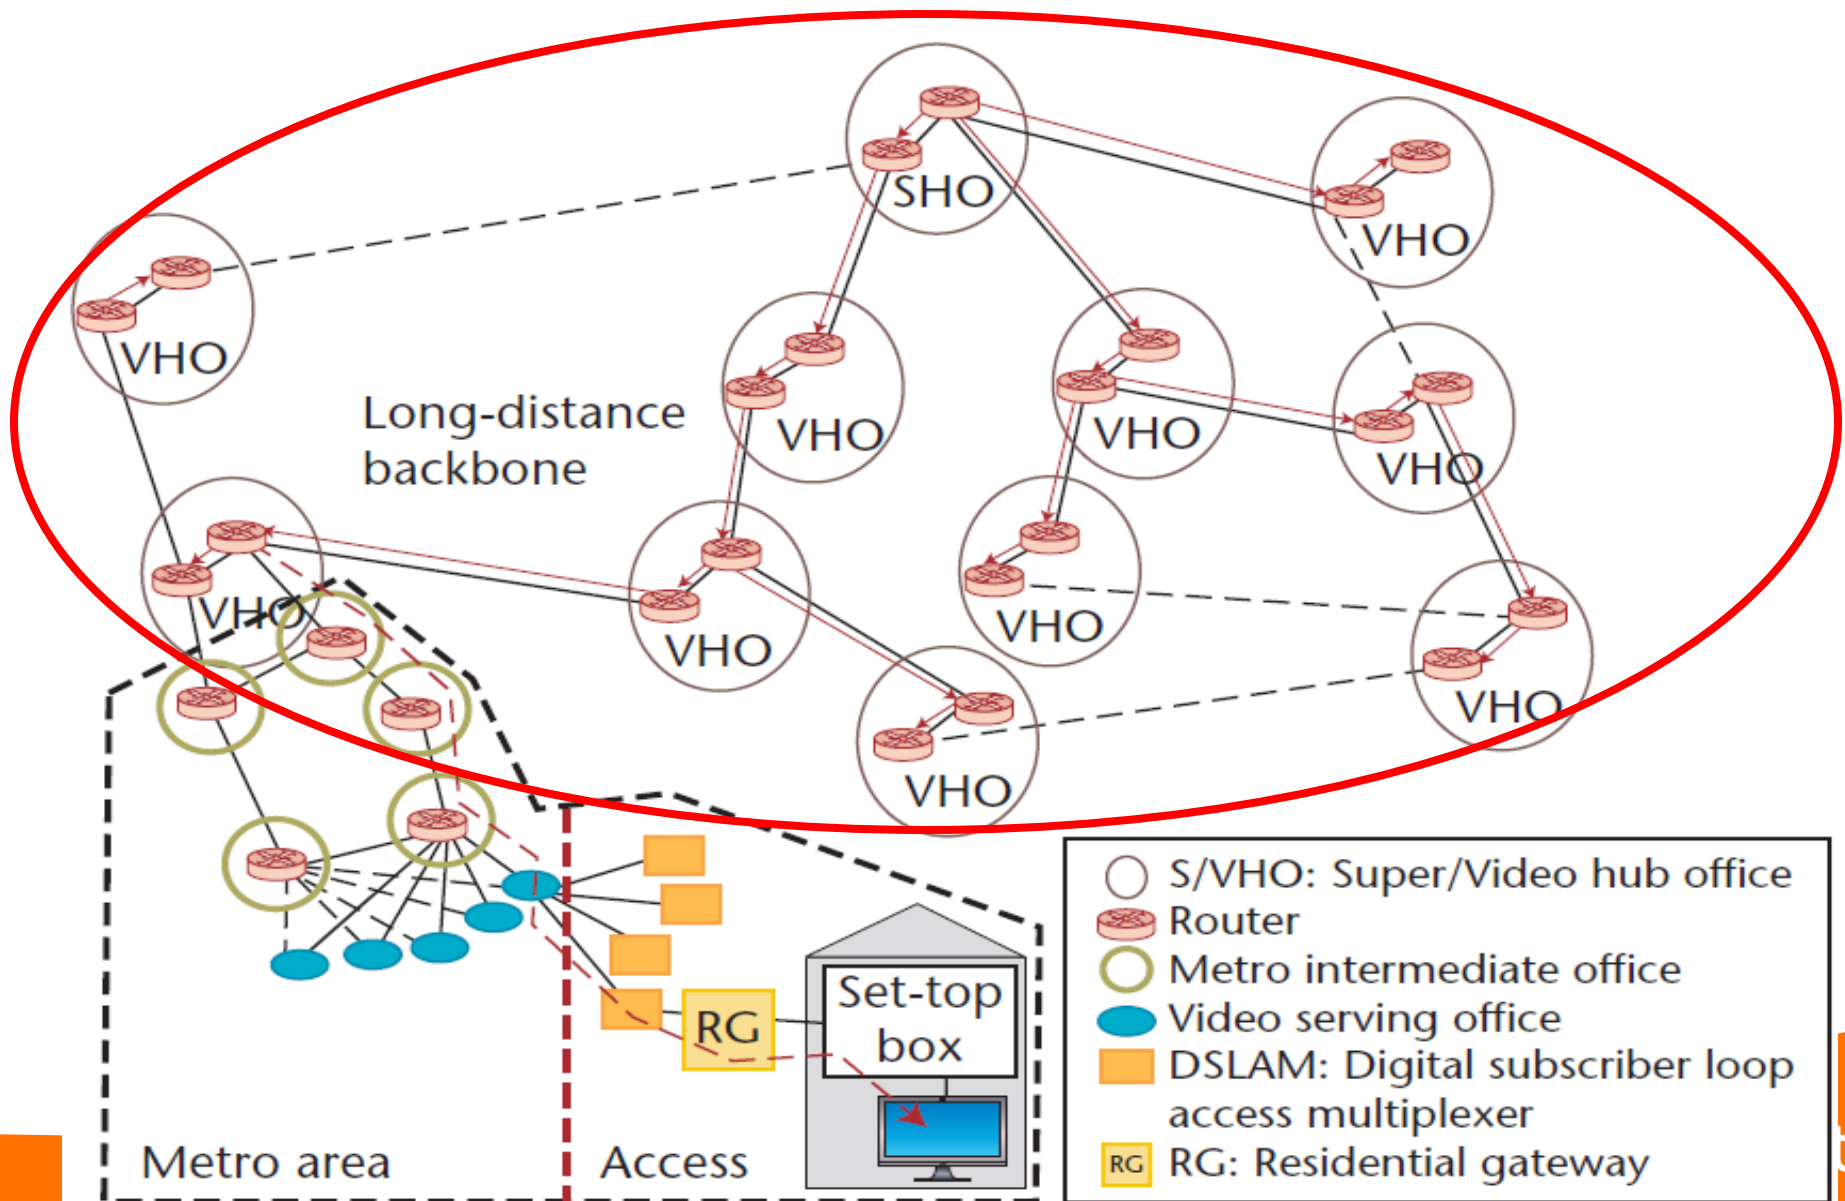 SHO
VHO
VHO
Long-distance
backbone
VHO
VHO
VHO
VHO
VHO
VHO
VHO
VHO
S/VHO: Super/Video hub office
Router
Metro intermediate office
Video serving office
DSLAM: Digital subscriber loop
access multiplexer
RG RG: Residential gateway
Set-top
box
RG
Metro area
Access